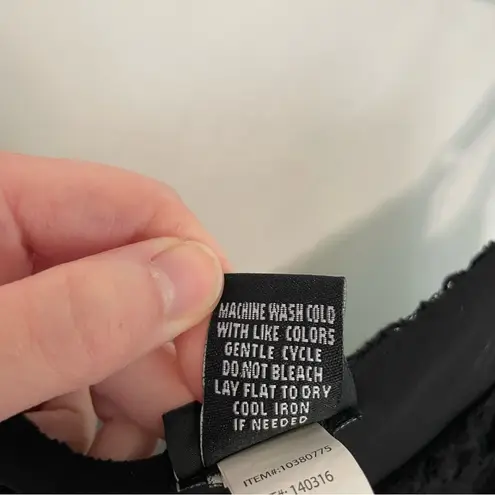 MACHINE WASH COLD
WITH LIKE COLORS
GENTLE CYCLE
DO NOT BLEACH
LAY FLAT TO DRY
COOL IRON
IF NEEDED
ITEM#:10380775
#: 140316